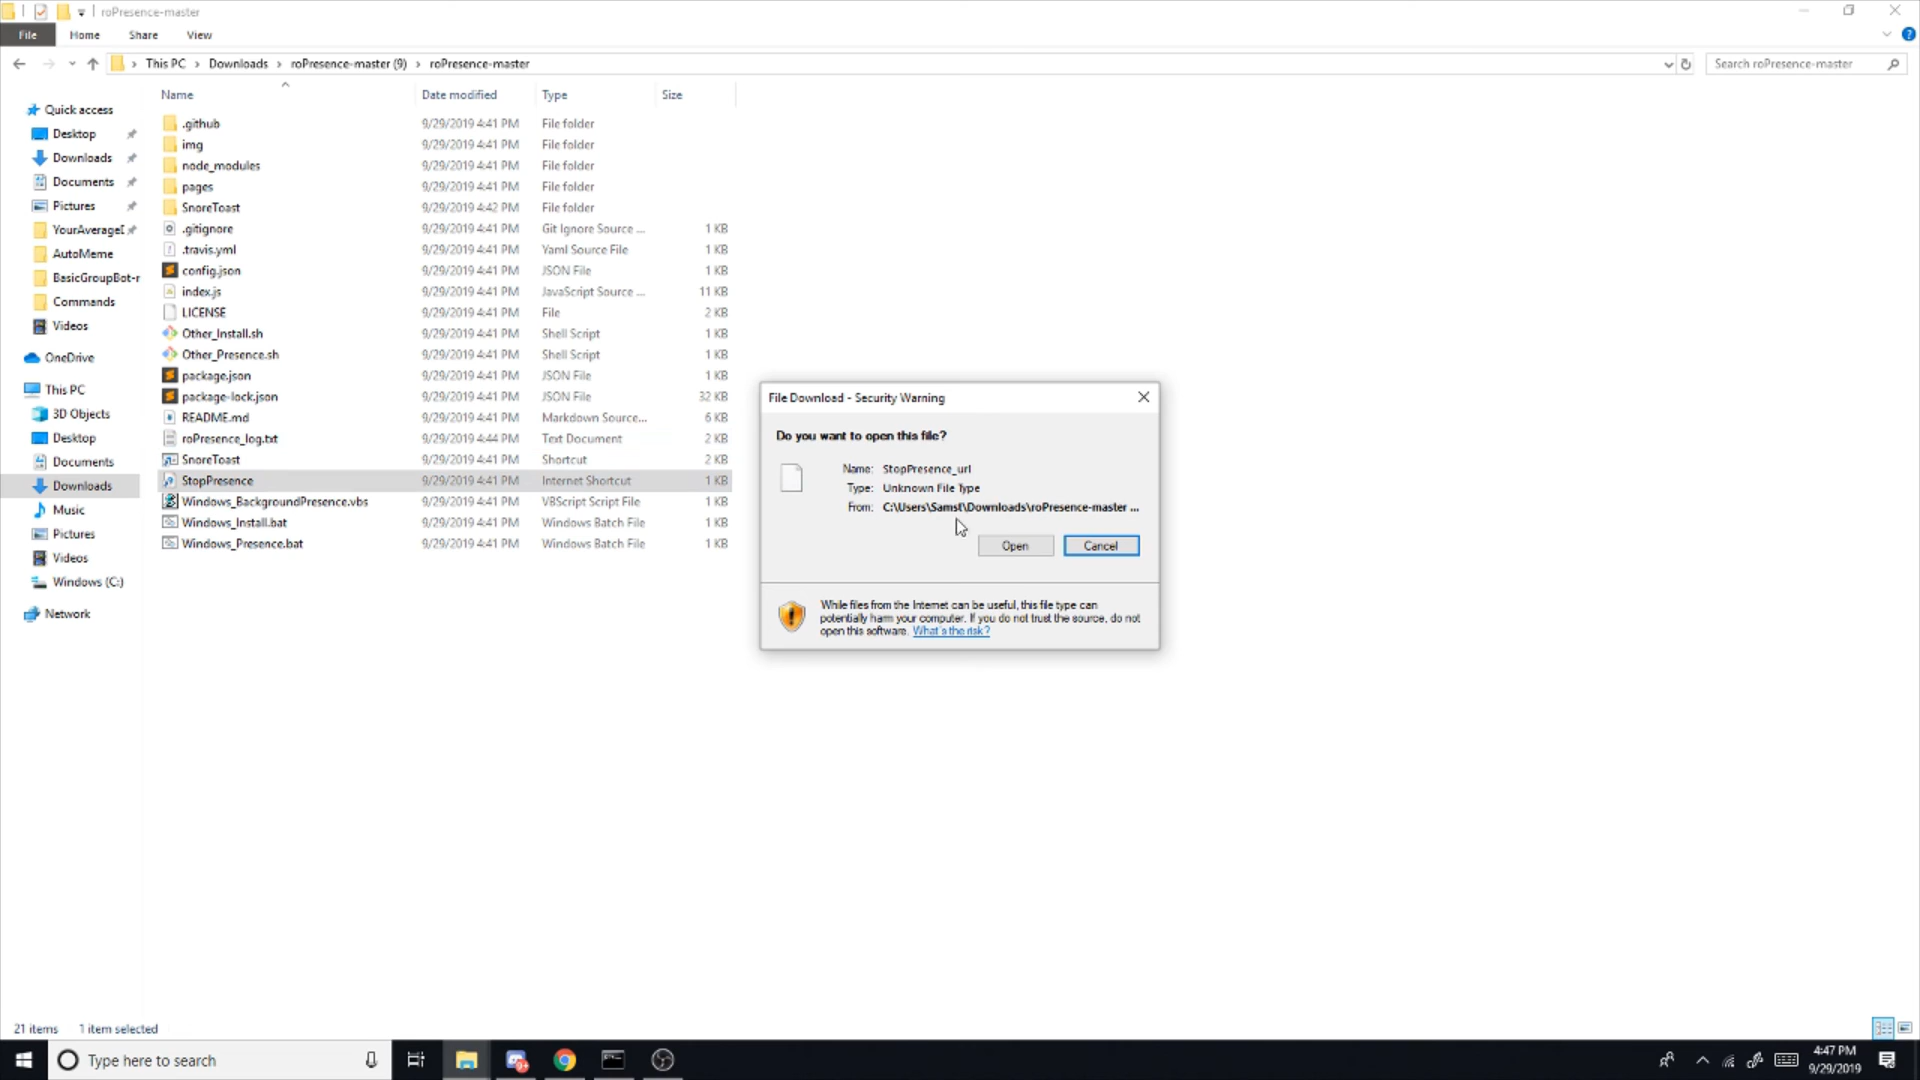 roPresence-master
File Home Share View
This PC > Downloads > roPresence-master (9) > roPresence-master
Search roPresence-master
Name Date modified Type Size
Quick access
Desktop
Downloads
Documents
Pictures
YourAverageI
AutoMeme
BasicGroupBot-r
Commands
Videos
OneDrive
This PC
3D Objects
Desktop
Documents
Downloads
Music
Pictures
Videos
Windows (C:)
Network
.github 9/29/2019 4:41 PM File folder
img 9/29/2019 4:41 PM File folder
node_modules 9/29/2019 4:41 PM File folder
pages 9/29/2019 4:41 PM File folder
SnoreToast 9/29/2019 4:42 PM File folder
.gitignore 9/29/2019 4:41 PM Git Ignore Source ... 1 KB
.travis.yml 9/29/2019 4:41 PM Yaml Source File 1 KB
config.json 9/29/2019 4:41 PM JSON File 1 KB
index.js 9/29/2019 4:41 PM JavaScript Source ... 11 KB
LICENSE 9/29/2019 4:41 PM File 2 KB
Other_Install.sh 9/29/2019 4:41 PM Shell Script 1 KB
Other_Presence.sh 9/29/2019 4:41 PM Shell Script 1 KB
package.json 9/29/2019 4:41 PM JSON File 1 KB
package-lock.json 9/29/2019 4:41 PM JSON File 32 KB
README.md 9/29/2019 4:41 PM Markdown Source... 6 KB
roPresence_log.txt 9/29/2019 4:44 PM Text Document 2 KB
SnoreToast 9/29/2019 4:41 PM Shortcut 2 KB
StopPresence 9/29/2019 4:41 PM Internet Shortcut 1 KB
Windows_BackgroundPresence.vbs 9/29/2019 4:41 PM VBScript Script File 1 KB
Windows_Install.bat 9/29/2019 4:41 PM Windows Batch File 1 KB
Windows_Presence.bat 9/29/2019 4:41 PM Windows Batch File 1 KB
File Download - Security Warning
Do you want to open this file?
Name: StopPresence_url
Type: Unknown File Type
From: C:\Users\Samst\Downloads\roPresence-master ...
Open Cancel
While files from the Internet can be useful, this file type can
potentially harm your computer. If you do not trust the source, do not
open this software. What's the risk?
21 items 1 item selected
Type here to search
4:47 PM
9/29/2019